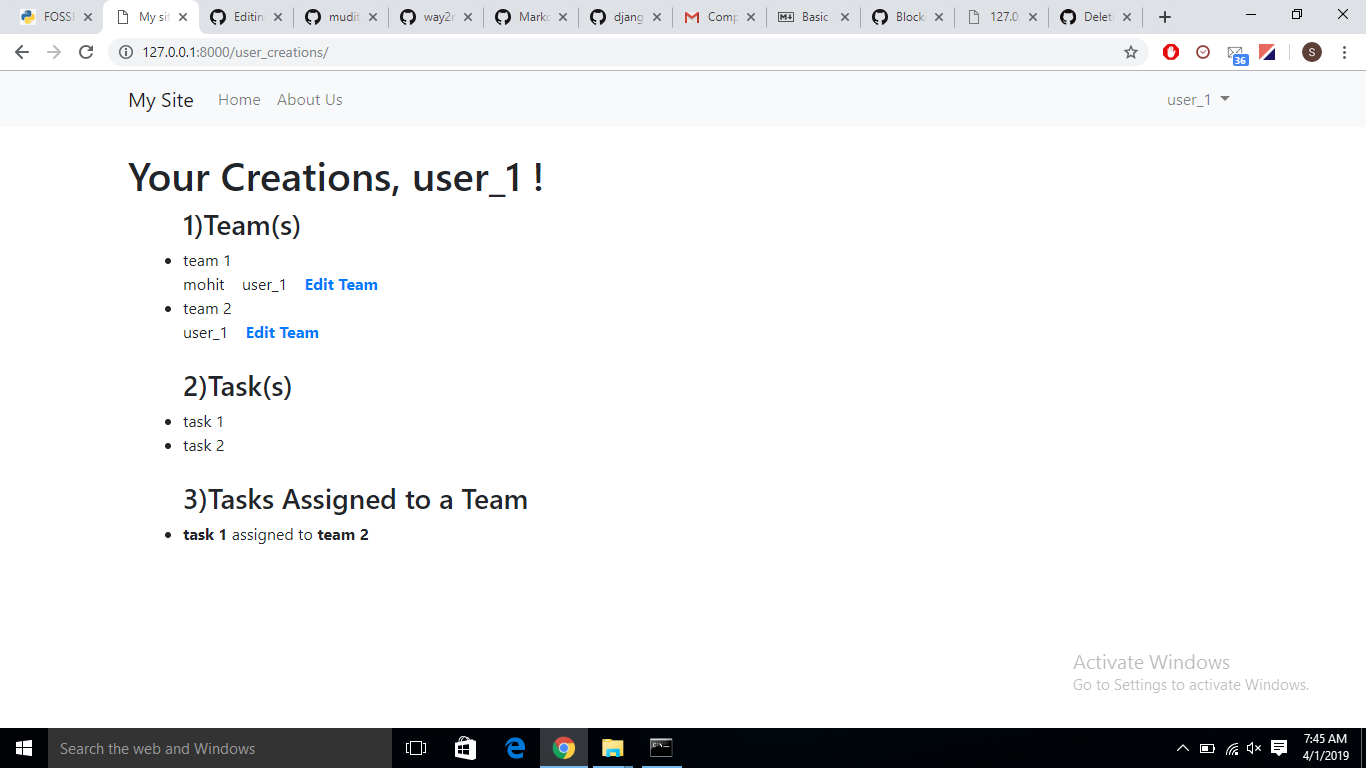 FOSSE
My sit
Editin
mudit
way2r
Marko
djang
Comp
Basic
Block
127.0
Deleti
127.0.0.1:8000/user_creations/
36
S
My Site Home About Us user_1
Your Creations, user_1 !
1)Team(s)
team 1
mohit user_1 Edit Team
team 2
user_1 Edit Team
2)Task(s)
task 1
task 2
3)Tasks Assigned to a Team
task 1 assigned to team 2
Activate Windows
Go to Settings to activate Windows.
Search the web and Windows
7:45 AM
4/1/2019